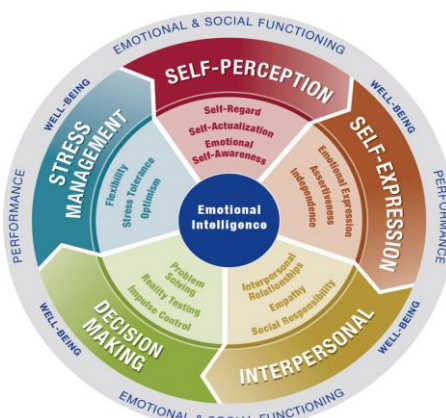 EMOTIONAL & SOCIAL FUNCTIONING
WELL-BEING
SELF-PERCEPTION
Self-Regard
Self-Actualization
Emotional
Self-Awareness
WELL-BEING
SELF-EXPRESSION
Emotional Expression
Assertiveness
Independence
PERFORMANCE
STRESS
MANAGEMENT
Flexibility
Stress Tolerance
Optimism
PERFORMANCE
Emotional
Intelligence
Interpersonal
Relationships
Empathy
Social Responsibility
INTERPERSONAL
WELL-BEING
Problem
Solving
Reality Testing
Impulse Control
DECISION
MAKING
WELL-BEING
EMOTIONAL & SOCIAL FUNCTIONING